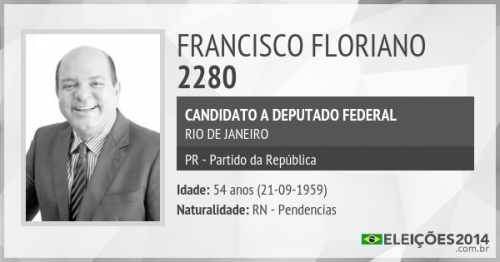 FRANCISCO FLORIANO
2280
CANDIDATO A DEPUTADO FEDERAL
RIO DE JANEIRO
PR - Partido da República
Idade: 54 anos (21-09-1959)
Naturalidade: RN - Pendencias
ELEIÇÕES2014
.com.br